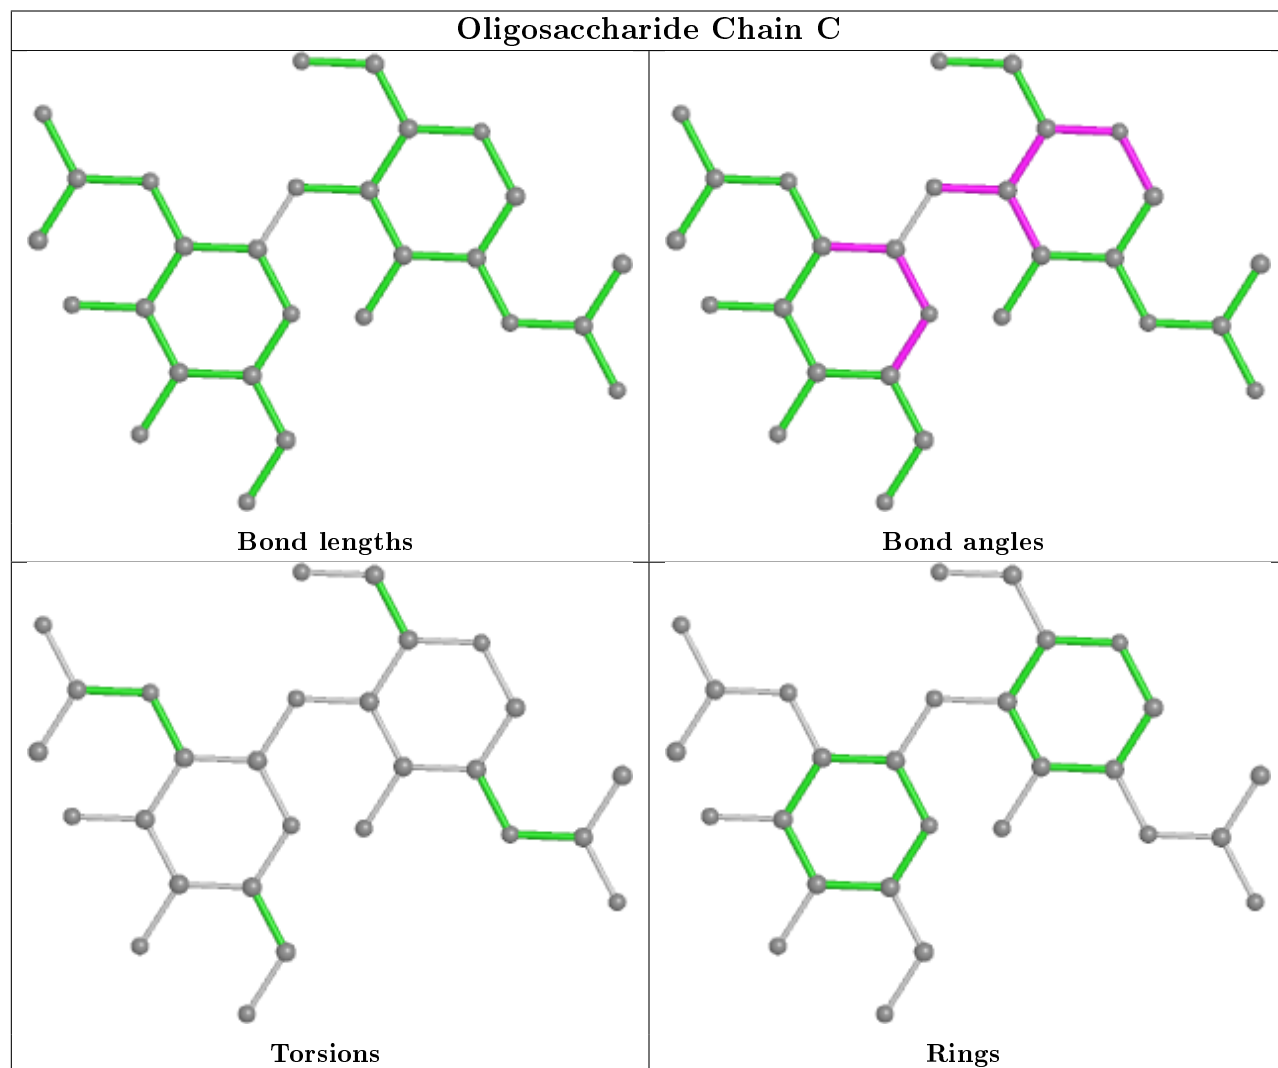 Oligosaccharide Chain C
Bond lengths
Bond angles
Torsions
Rings